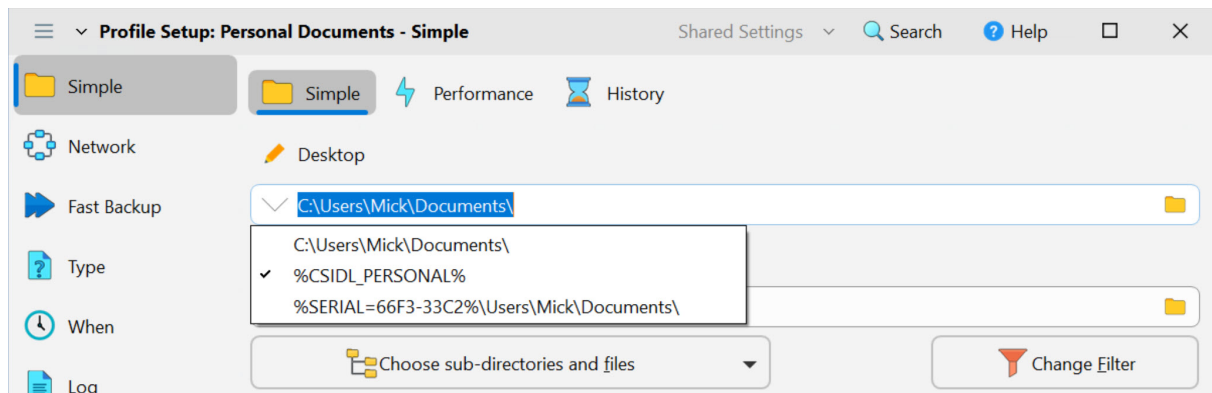 Profile Setup: Personal Documents - Simple
Shared Settings
Search
Help
Simple
Network
Fast Backup
Type
When
Log
Simple
Performance
History
Desktop
C:\Users\Mick\Documents\
C:\Users\Mick\Documents\
%CSIDL_PERSONAL%
%SERIAL=66F3-33C2%\Users\Mick\Documents\
Choose sub-directories and files
Change Filter